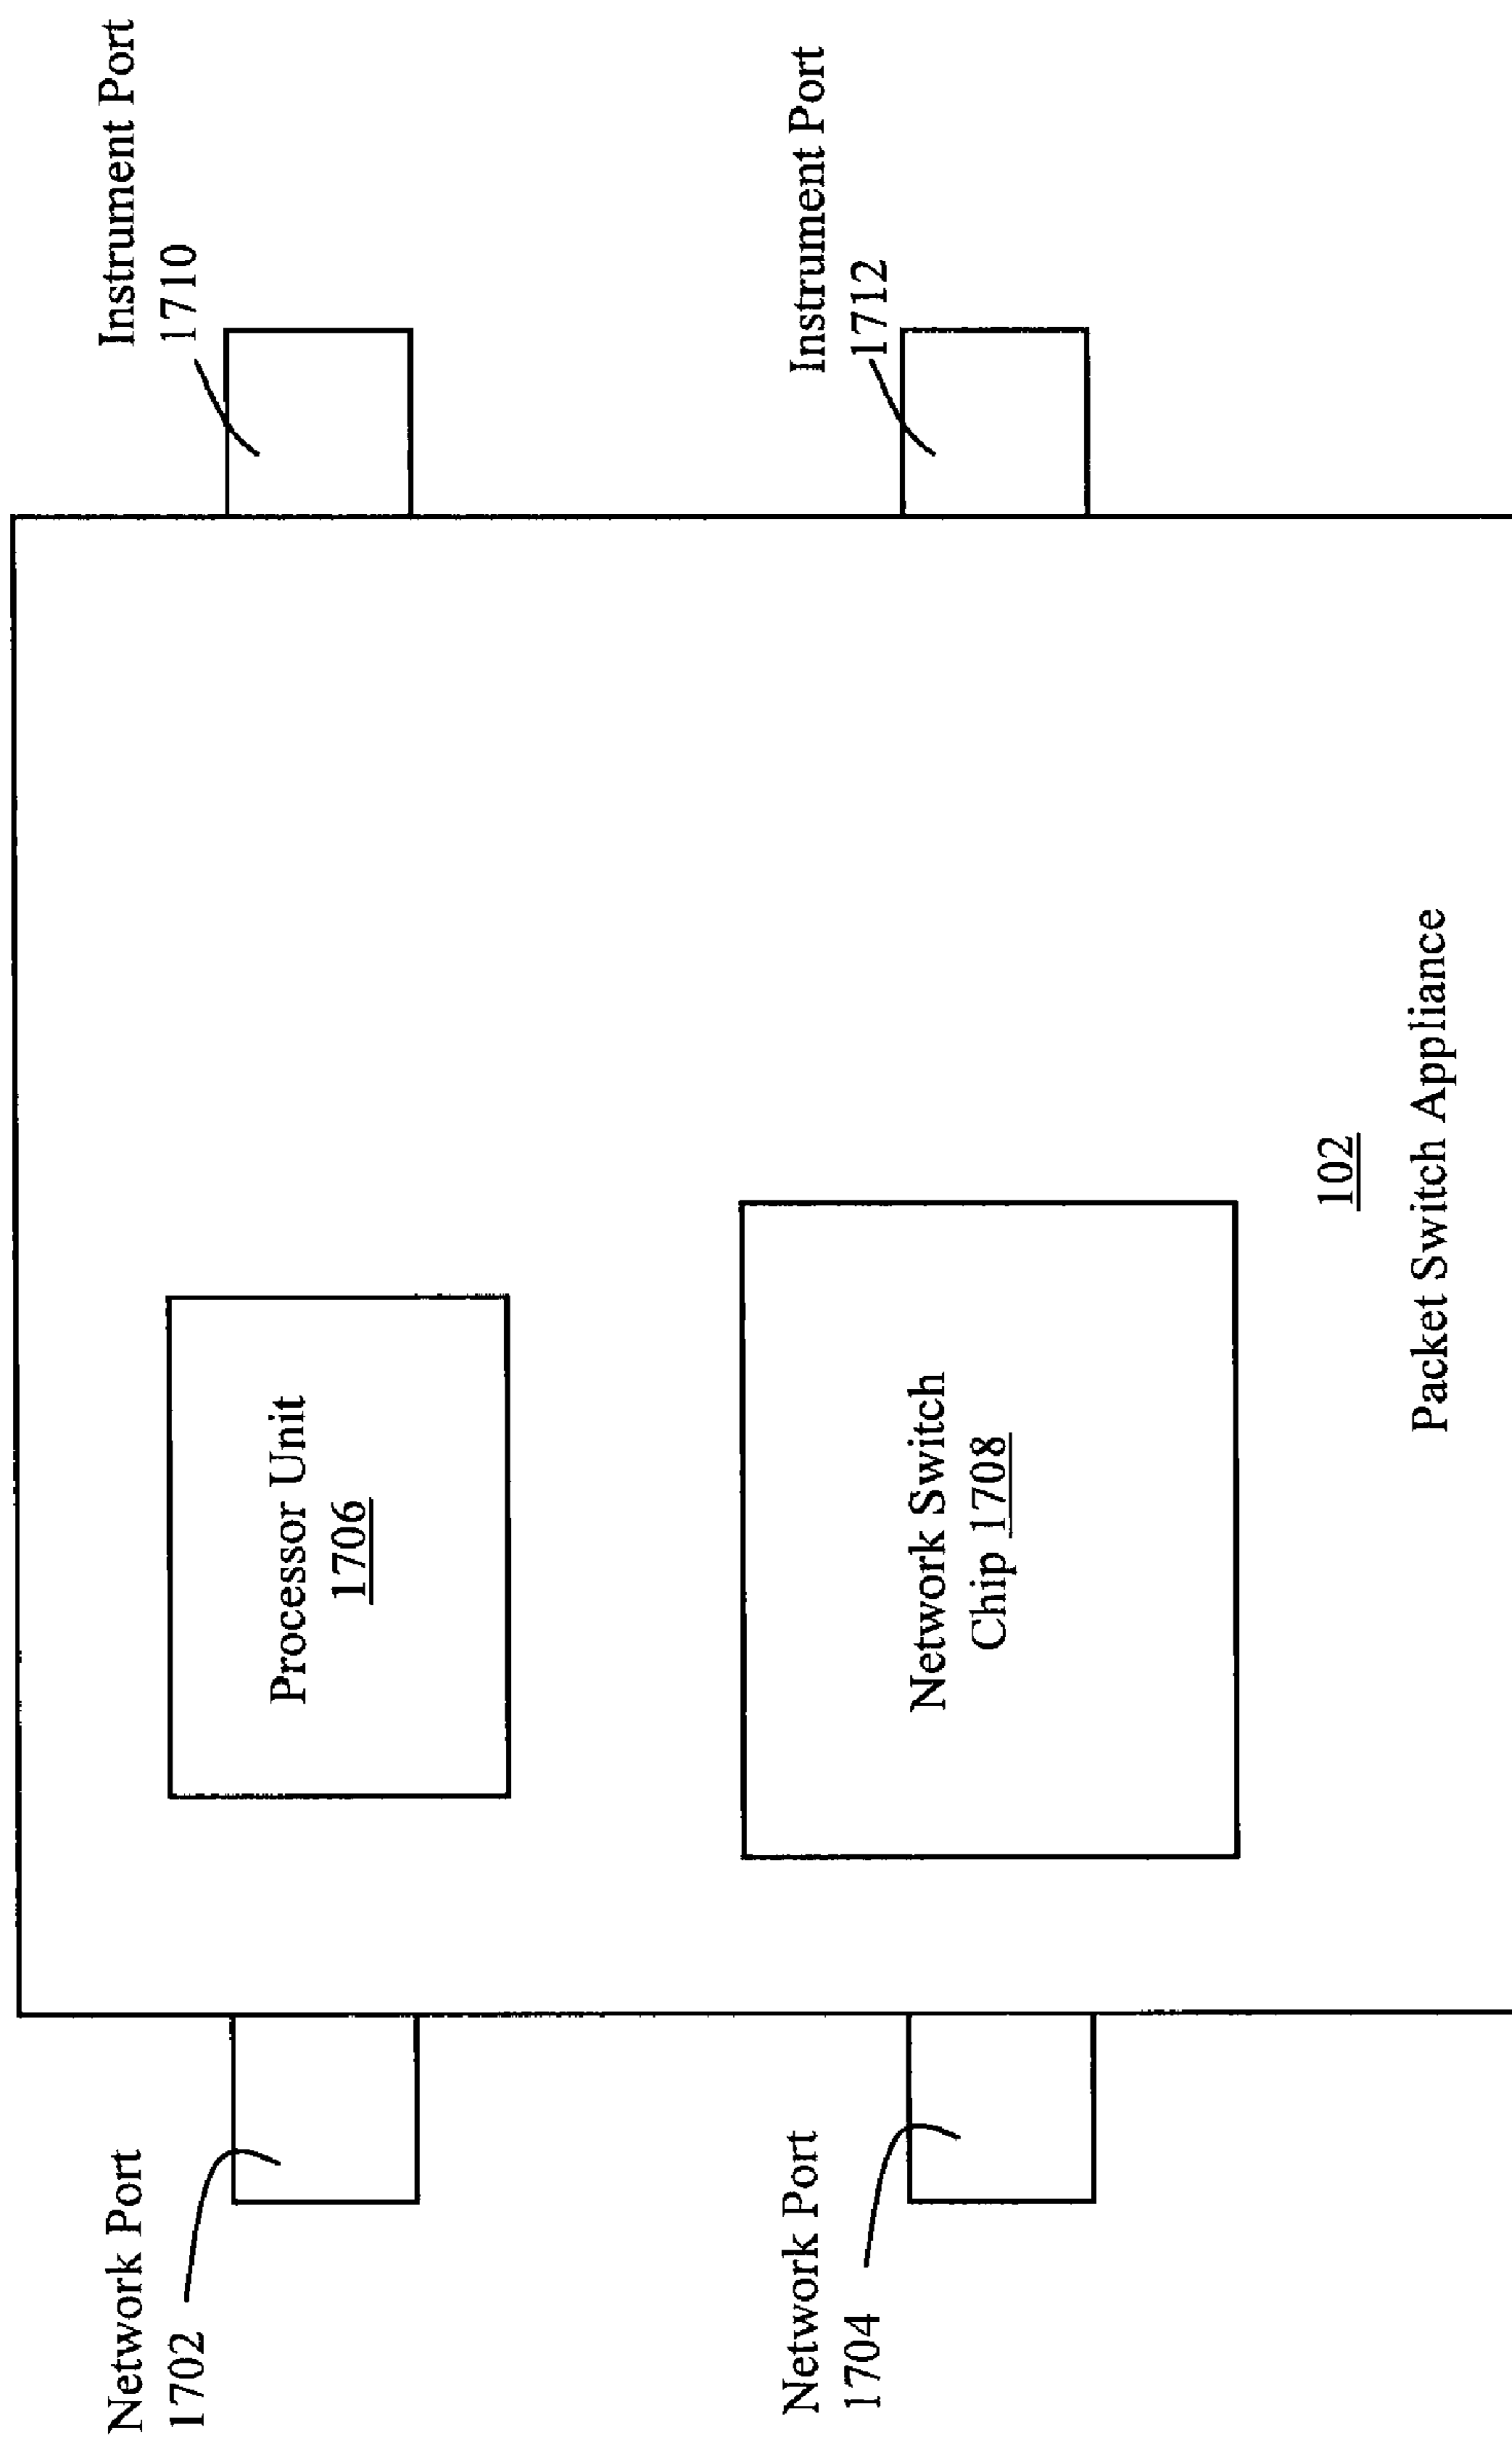 Network Port
1702
Processor Unit
1706
Instrument Port
1710
Network Port
1704
Network Switch
Chip 1708
Instrument Port
1712
102
Packet Switch Appliance